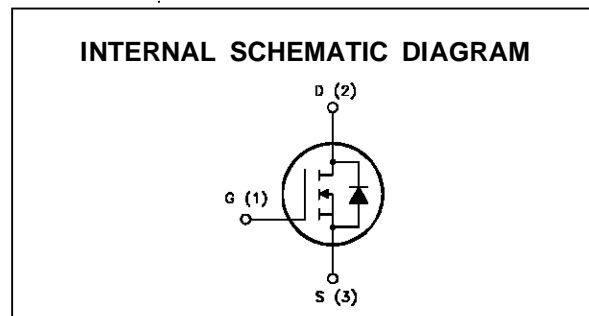 INTERNAL SCHEMATIC DIAGRAM
D (2)
G (1)
S (3)